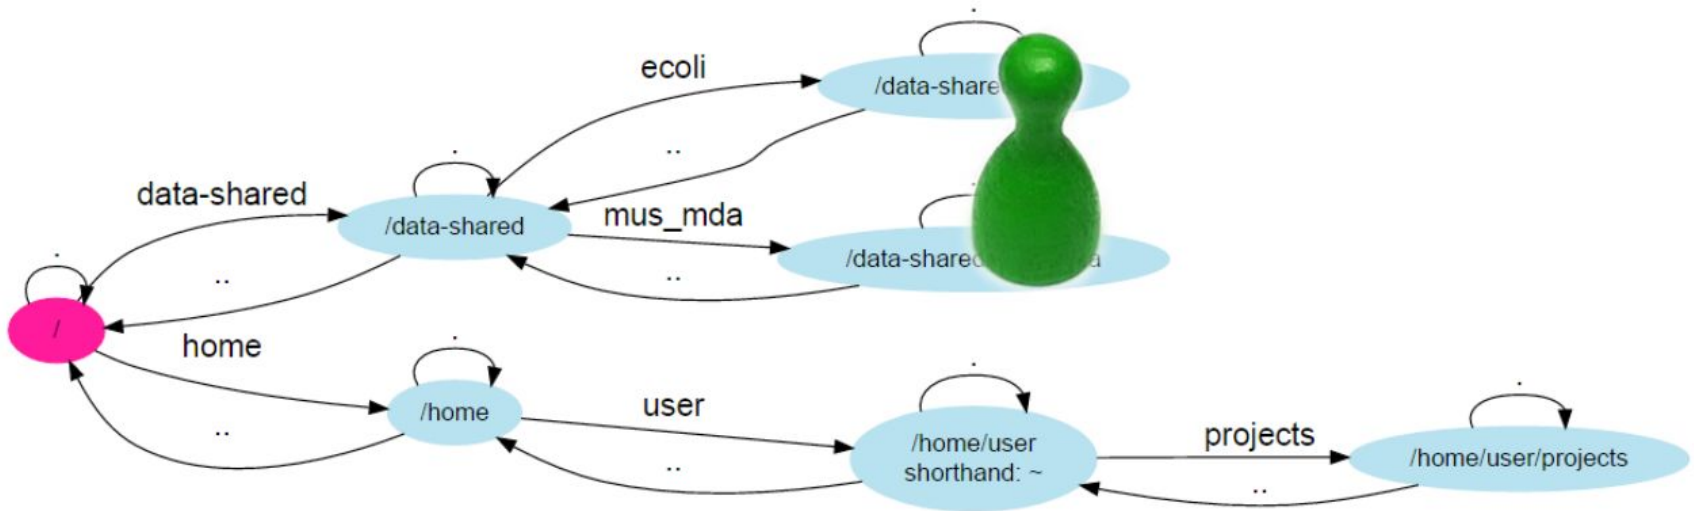 .
ecoli
/data-share
..
.
data-shared
/data-shared
mus_mda
.
/data-shared
..
.
..
/
home
.
/home
user
..
..
.
/home/user
shorthand: ~
projects
..
.
/home/user/projects